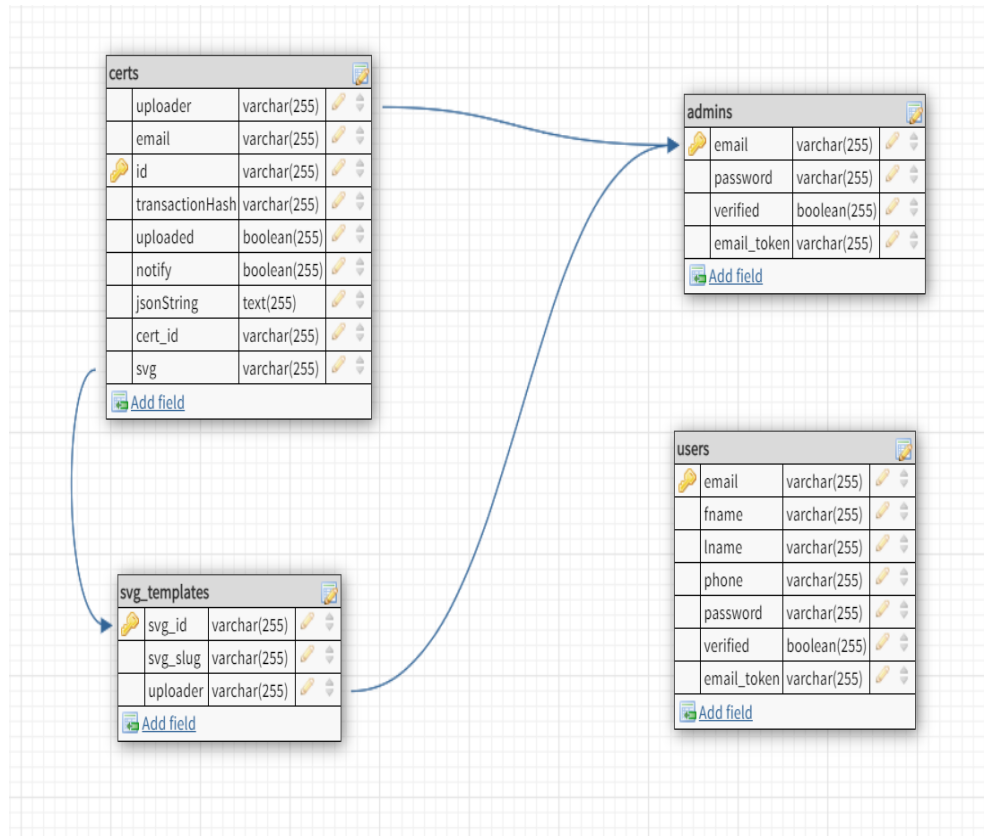 certs
uploader varchar(255)
email varchar(255)
id varchar(255)
transactionHash varchar(255)
uploaded boolean(255)
notify boolean(255)
jsonString text(255)
cert_id varchar(255)
svg varchar(255)
Add field
admins
email varchar(255)
password varchar(255)
verified boolean(255)
email_token varchar(255)
Add field
svg_templates
svg_id varchar(255)
svg_slug varchar(255)
uploader varchar(255)
Add field
users
email varchar(255)
fname varchar(255)
lname varchar(255)
phone varchar(255)
password varchar(255)
verified boolean(255)
email_token varchar(255)
Add field